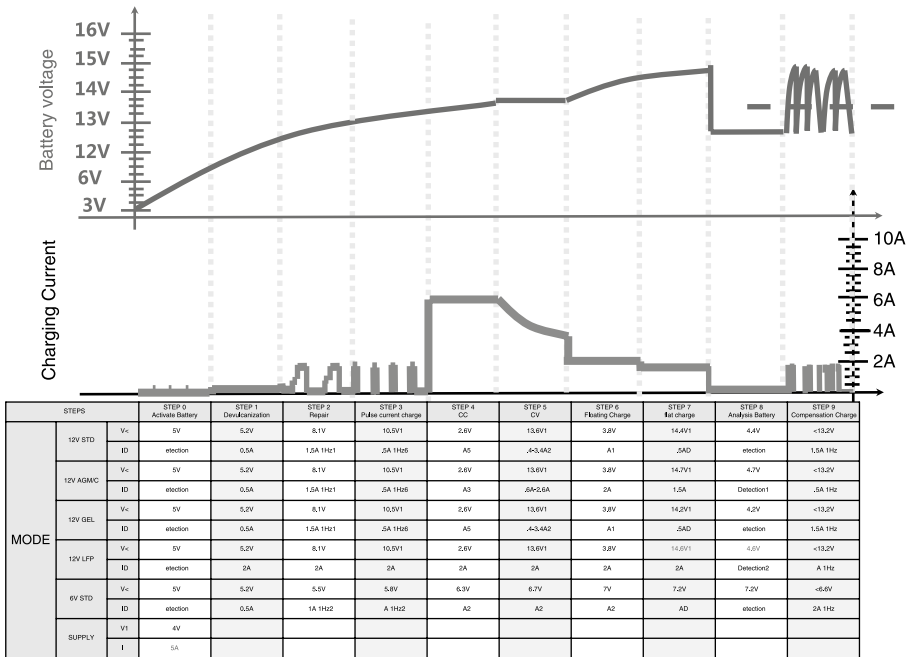 16V
15V
14V
13V
12V
6V
3V
Battery voltage
Charging Current
10A
8A
6A
4A
2A
STEPS STEP 0 Activate Battery STEP 1 Devulcanization STEP 2 Repair STEP 3 Pulse current charge STEP 4 CC STEP 5 CV STEP 6 Floating Charge STEP 7 flat charge STEP 8 Analysis Battery STEP 9 Compensation Charge
MODE
12V STD V< 5V 5.2V 8.1V 10.5V1 2.6V 13.6V1 3.8V 14.4V1 4.4V <13.2V
ID etection 0.5A 1.5A 1Hz1 .5A 1Hz6 A5 .4-3.4A2 A1 .5AD etection 1.5A 1Hz
12V AGM/C V< 5V 5.2V 8.1V 10.5V1 2.6V 13.6V1 3.8V 14.7V1 4.7V <13.2V
ID etection 0.5A 1.5A 1Hz1 .5A 1Hz6 A3 .6A-2.6A 2A 1.5A Detection1 .5A 1Hz
12V GEL V< 5V 5.2V 8.1V 10.5V1 2.6V 13.6V1 3.8V 14.2V1 4.2V <13.2V
ID etection 0.5A 1.5A 1Hz1 .5A 1Hz6 A5 .4-3.4A2 A1 .5AD etection 1.5A 1Hz
12V LFP V< 5V 5.2V 8.1V 10.5V1 2.6V 13.6V1 3.8V 14.6V1 4.6V <13.2V
ID etection 2A 2A 2A 2A 2A 2A 2A Detection2 A 1Hz
6V STD V< 5V 5.2V 5.5V 5.8V 6.3V 6.7V 7V 7.2V 7.2V <6.6V
ID etection 0.5A 1A 1Hz2 A 1Hz2 A2 A2 A2 AD etection 2A 1Hz
SUPPLY V1 4V
I 5A